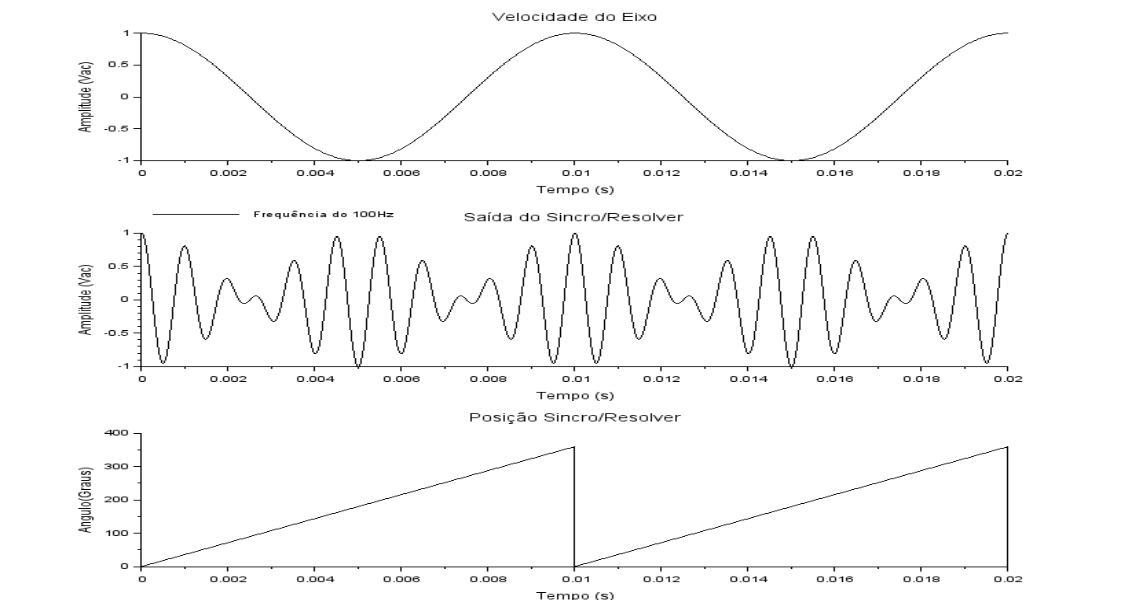 Velocidade do Eixo
Amplitude (Vac)
1
0.5
0
-0.5
-1
0 0.002 0.004 0.006 0.008 0.01 0.012 0.014 0.016 0.018 0.02
Tempo (s)
Frequência do 100Hz
Saída do Sincro/Resolver
Amplitude (Vac)
1
0.5
0
-0.5
-1
0 0.002 0.004 0.006 0.008 0.01 0.012 0.014 0.016 0.018 0.02
Tempo (s)
Posição Sincro/Resolver
Angulo(Graus)
400
300
200
100
0
0 0.002 0.004 0.006 0.008 0.01 0.012 0.014 0.016 0.018 0.02
Tempo (s)